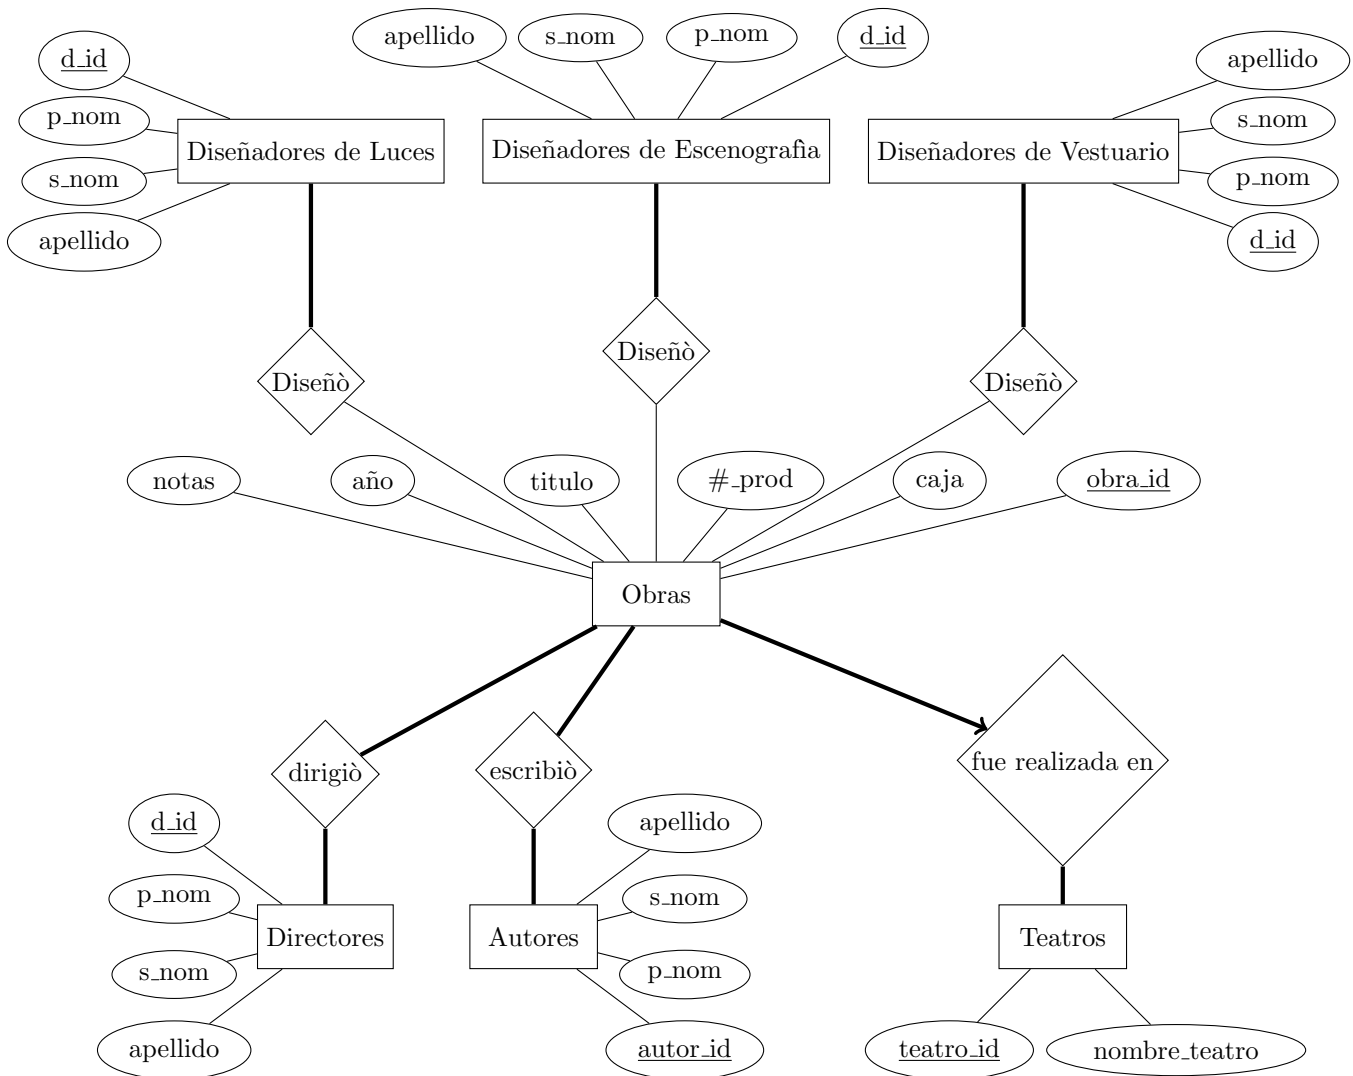 apellido
s_nom
p_nom
d_id
d_id
apellido
p_nom
s_nom
Diseñadores de Luces
Diseñadores de Escenografia
Diseñadores de Vestuario
s_nom
p_nom
apellido
d_id
Diseñò
Diseñò
Diseñò
notas
año
titulo
#_prod
caja
obra_id
Obras
dirigiò
escribiò
fue realizada en
d_id
apellido
p_nom
s_nom
Directores
Autores
Teatros
s_nom
p_nom
apellido
autor_id
teatro_id
nombre_teatro